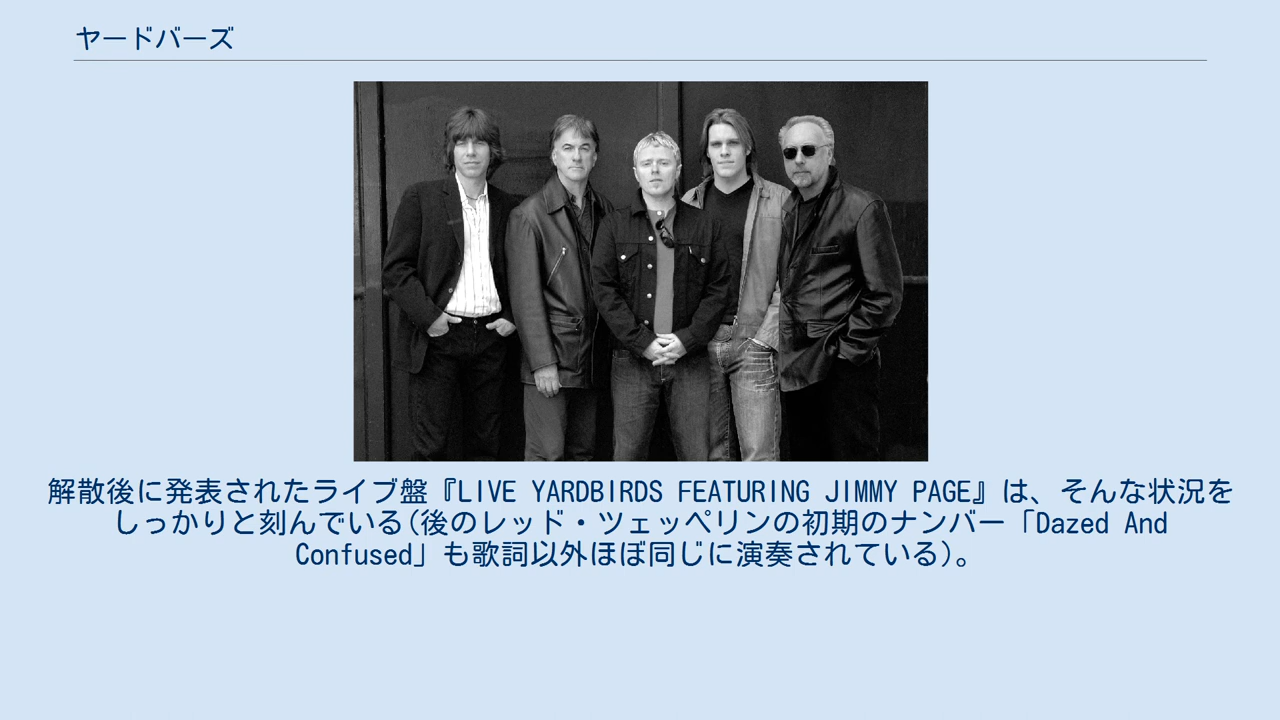 ヤードバーズ
解散後に発表されたライブ盤『LIVE YARDBIRDS FEATURING JIMMY PAGE』は、そんな状況を
しっかりと刻んでいる(後のレッド・ツェッペリンの初期のナンバー「Dazed And
Confused」も歌詞以外ほぼ同じに演奏されている)。